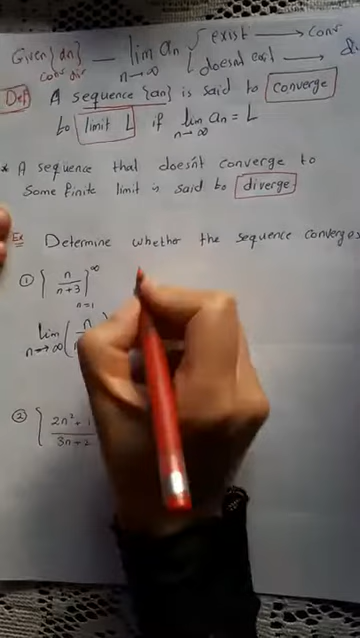 Given {an} — lim an { exist → conv
n→∞ doesnt exist →
conv div
Def A sequence {an} is said to converge
to limit L if lim an = L
n→∞
* A sequence that doesn't converge to
some finite limit is said to diverge
Ex Determine whether the sequence converges
① { n/n+3 }∞
n=1
lim ( n
n→∞
② { 2n²+1
3n+2